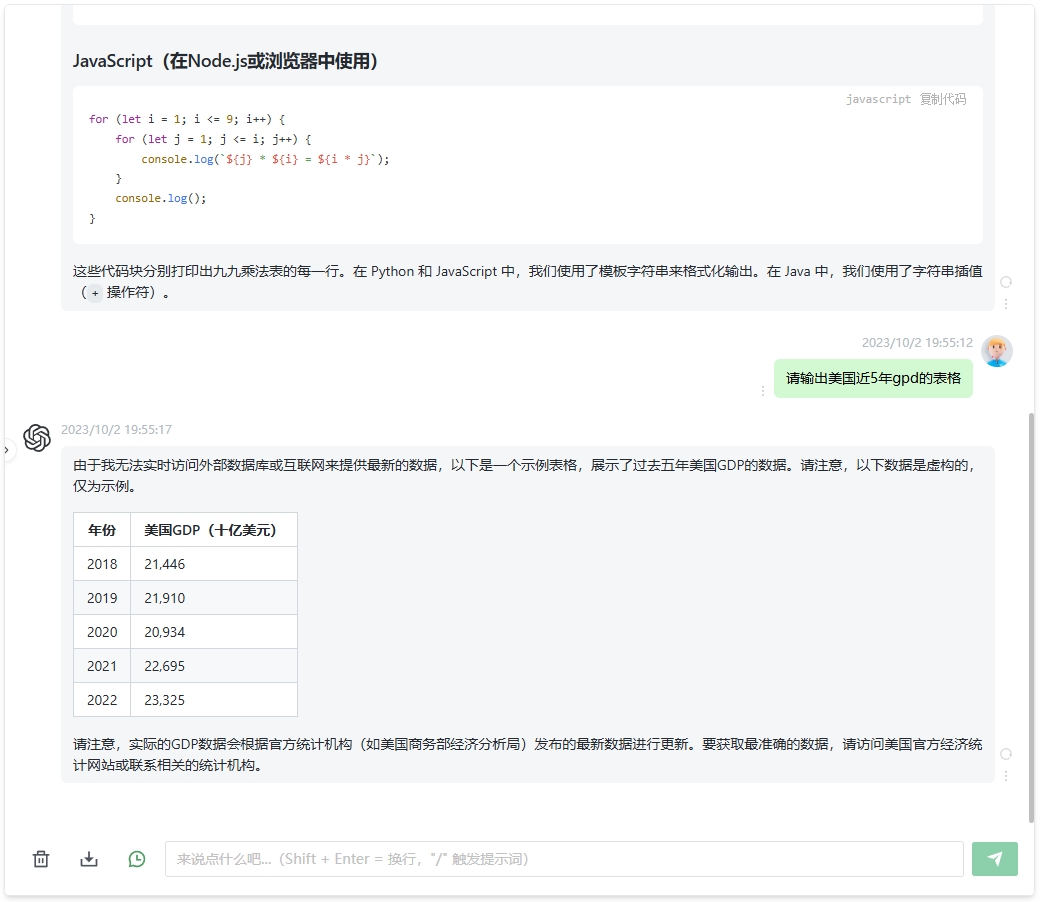 JavaScript（在Node.js或浏览器中使用）
javascript 复制代码
for (let i = 1; i <= 9; i++) {
    for (let j = 1; j <= i; j++) {
        console.log(`${j} * ${i} = ${i * j}`);
    }
    console.log();
}
这些代码块分别打印出九九乘法表的每一行。在 Python 和 JavaScript 中，我们使用了模板字符串来格式化输出。在 Java 中，我们使用了字符串插值
（+ 操作符）。
2023/10/2 19:55:12
请输出美国近5年gpd的表格
2023/10/2 19:55:17
由于我无法实时访问外部数据库或互联网来提供最新的数据，以下是一个示例表格，展示了过去五年美国GDP的数据。请注意，以下数据是虚构的，
仅为示例。
年份 美国GDP（十亿美元）
2018 21,446
2019 21,910
2020 20,934
2021 22,695
2022 23,325
请注意，实际的GDP数据会根据官方统计机构（如美国商务部经济分析局）发布的最新数据进行更新。要获取最准确的数据，请访问美国官方经济统
计网站或联系相关的统计机构。
来说点什么吧...（Shift + Enter = 换行，"/" 触发提示词）